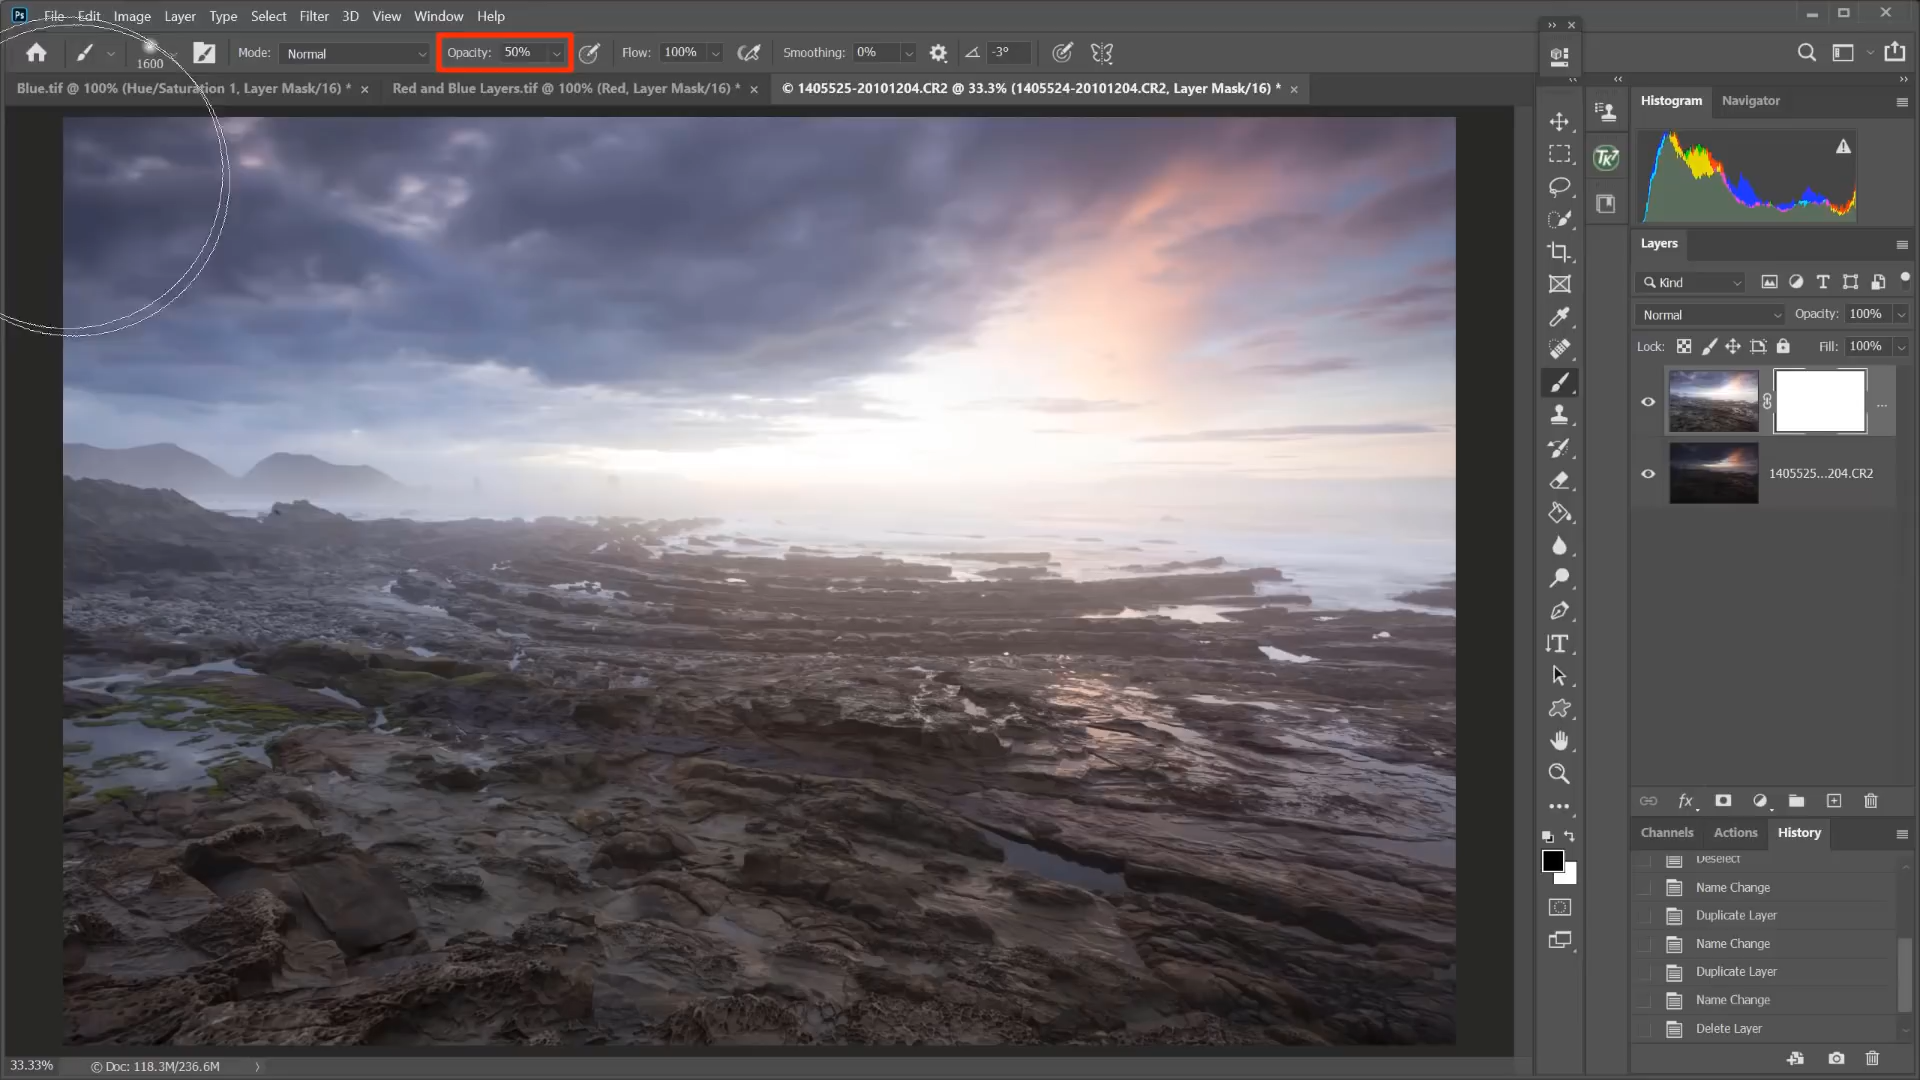 Ps File Edit Image Layer Type Select Filter 3D View Window Help
1600 Mode: Normal Opacity: 50% Flow: 100% Smoothing: 0% -3°
Blue.tif @ 100% (Hue/Saturation 1, Layer Mask/16) * × Red and Blue Layers.tif @ 100% (Red, Layer Mask/16) * × © 1405525-20101204.CR2 @ 33.3% (1405524-20101204.CR2, Layer Mask/16) * ×
Histogram Navigator
TK7
Layers
Kind
Normal Opacity: 100%
Lock: Fill: 100%
...
1405525...204.CR2
fx
Channels Actions History
Deselect
Name Change
Duplicate Layer
Name Change
Duplicate Layer
Name Change
Delete Layer
33.33% © Doc: 118.3M/236.6M